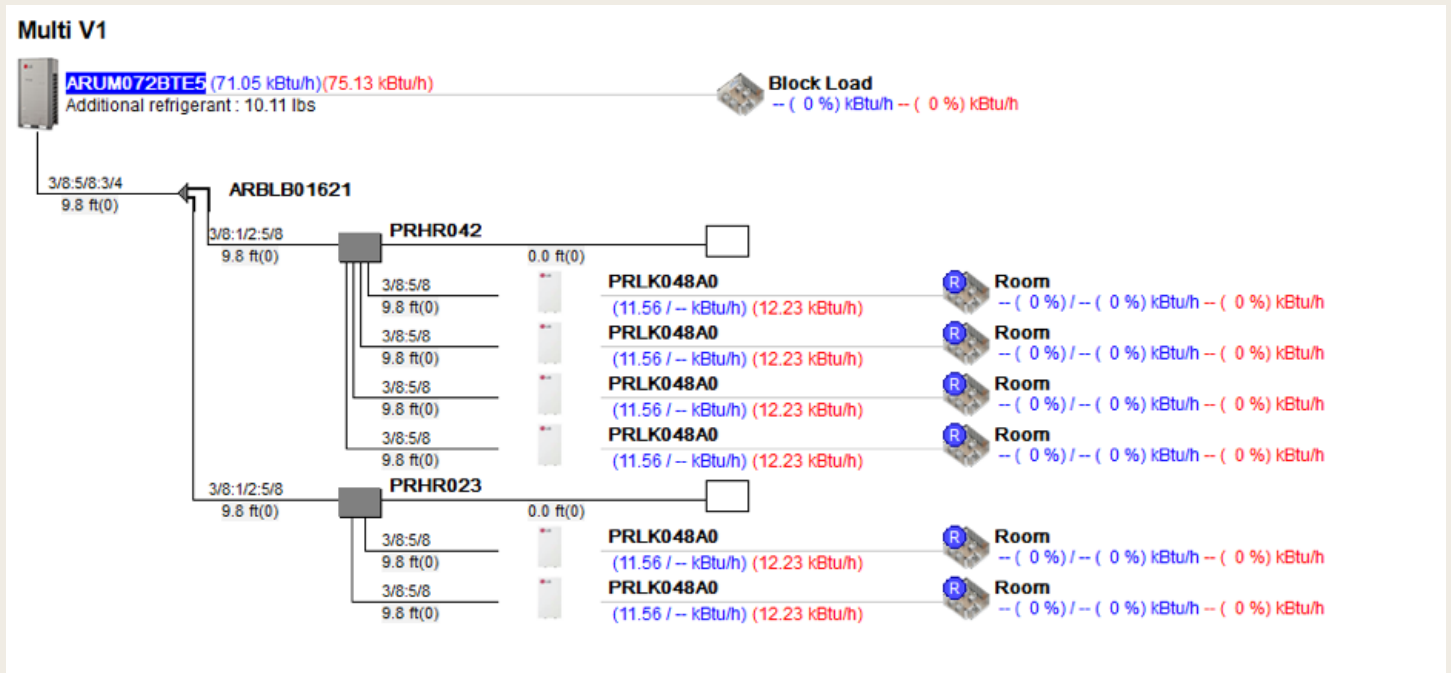 Multi V1
ARUM072BTE5 (71.05 kBtu/h)(75.13 kBtu/h)
Additional refrigerant : 10.11 lbs
Block Load
-- ( 0 %) kBtu/h -- ( 0 %) kBtu/h
3/8:5/8:3/4
9.8 ft(0)
ARBLB01621
3/8:1/2:5/8
9.8 ft(0)
PRHR042
0.0 ft(0)
3/8:5/8
9.8 ft(0)
PRLK048A0
(11.56 / -- kBtu/h) (12.23 kBtu/h)
R
Room
-- ( 0 %) / -- ( 0 %) kBtu/h -- ( 0 %) kBtu/h
3/8:5/8
9.8 ft(0)
PRLK048A0
(11.56 / -- kBtu/h) (12.23 kBtu/h)
R
Room
-- ( 0 %) / -- ( 0 %) kBtu/h -- ( 0 %) kBtu/h
3/8:5/8
9.8 ft(0)
PRLK048A0
(11.56 / -- kBtu/h) (12.23 kBtu/h)
R
Room
-- ( 0 %) / -- ( 0 %) kBtu/h -- ( 0 %) kBtu/h
3/8:5/8
9.8 ft(0)
PRLK048A0
(11.56 / -- kBtu/h) (12.23 kBtu/h)
R
Room
-- ( 0 %) / -- ( 0 %) kBtu/h -- ( 0 %) kBtu/h
3/8:1/2:5/8
9.8 ft(0)
PRHR023
0.0 ft(0)
3/8:5/8
9.8 ft(0)
PRLK048A0
(11.56 / -- kBtu/h) (12.23 kBtu/h)
R
Room
-- ( 0 %) / -- ( 0 %) kBtu/h -- ( 0 %) kBtu/h
3/8:5/8
9.8 ft(0)
PRLK048A0
(11.56 / -- kBtu/h) (12.23 kBtu/h)
R
Room
-- ( 0 %) / -- ( 0 %) kBtu/h -- ( 0 %) kBtu/h